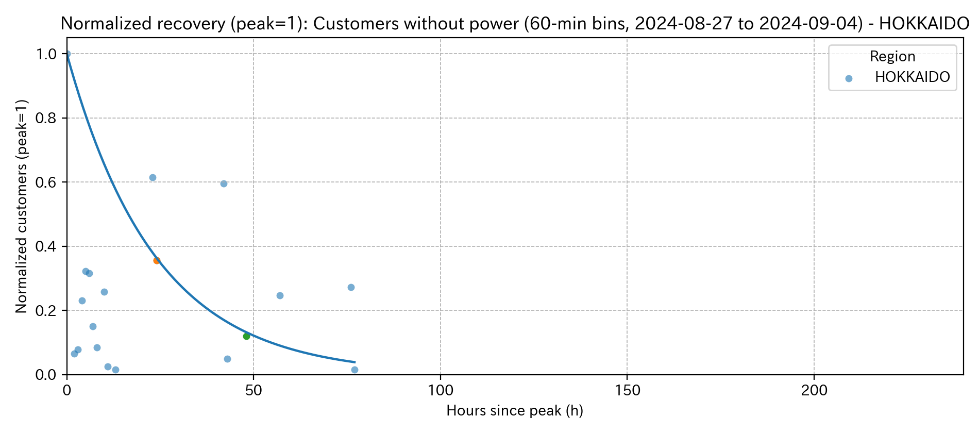 Normalized recovery (peak=1): Customers without power (60-min bins, 2024-08-27 to 2024-09-04) - HOKKAIDO
Region
HOKKAIDO
Normalized customers (peak=1)
1.0
0.8
0.6
0.4
0.2
0.0
0
50
100
150
200
Hours since peak (h)